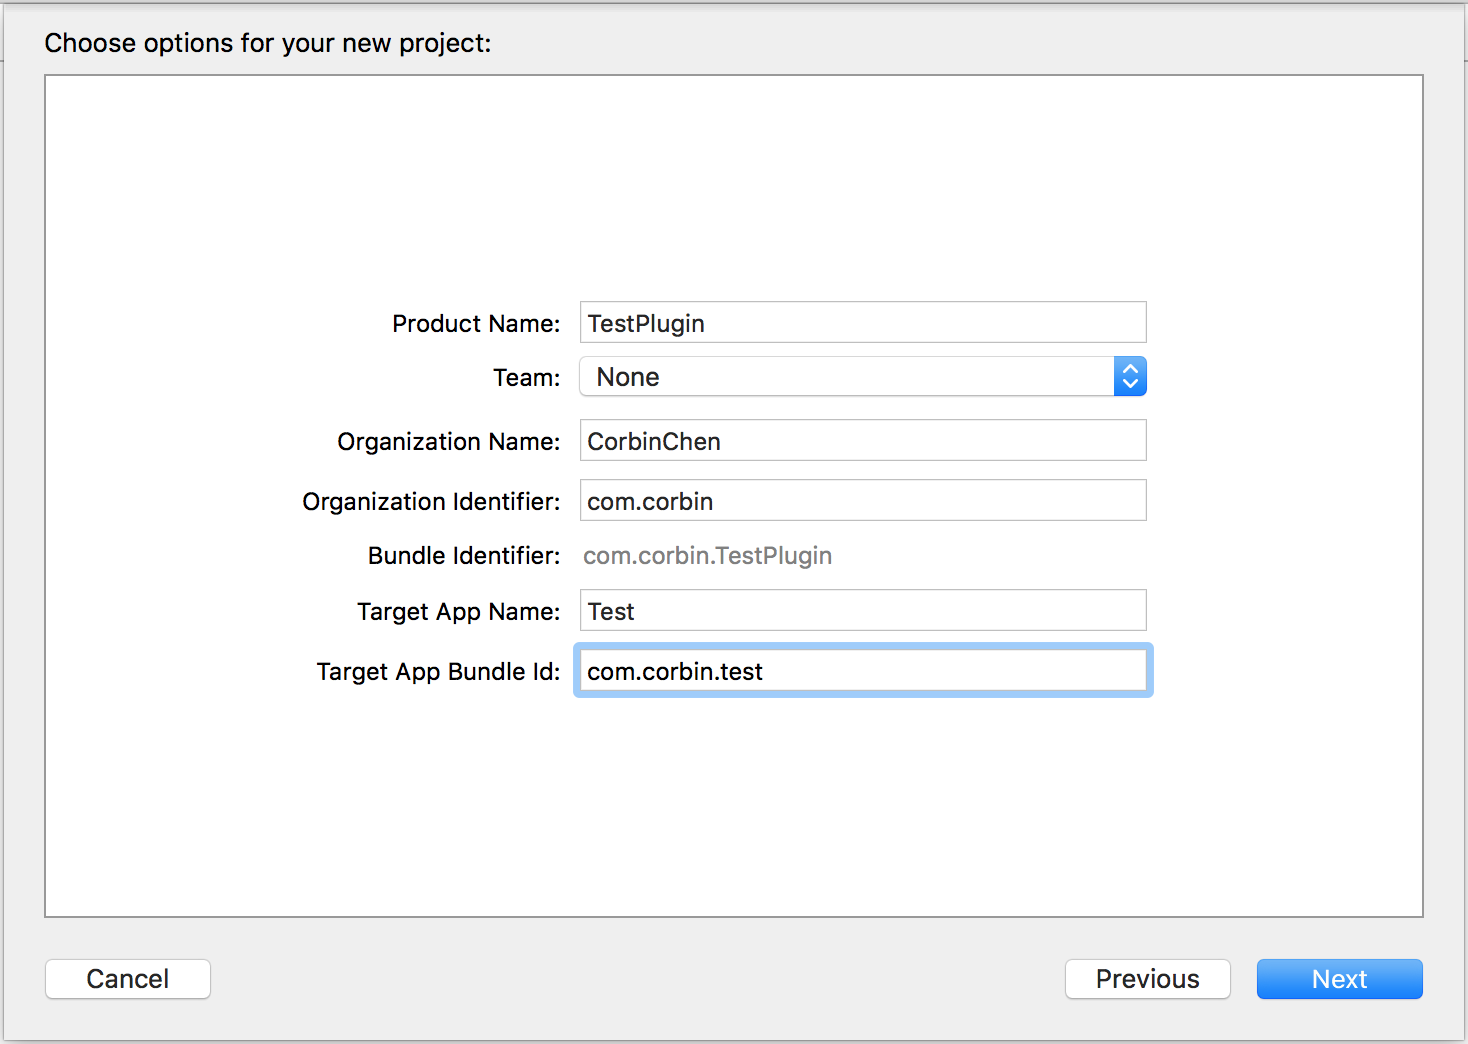 Choose options for your new project:
Product Name: TestPlugin
Team: None
Organization Name: CorbinChen
Organization Identifier: com.corbin
Bundle Identifier: com.corbin.TestPlugin
Target App Name: Test
Target App Bundle Id: com.corbin.test
Cancel Previous Next